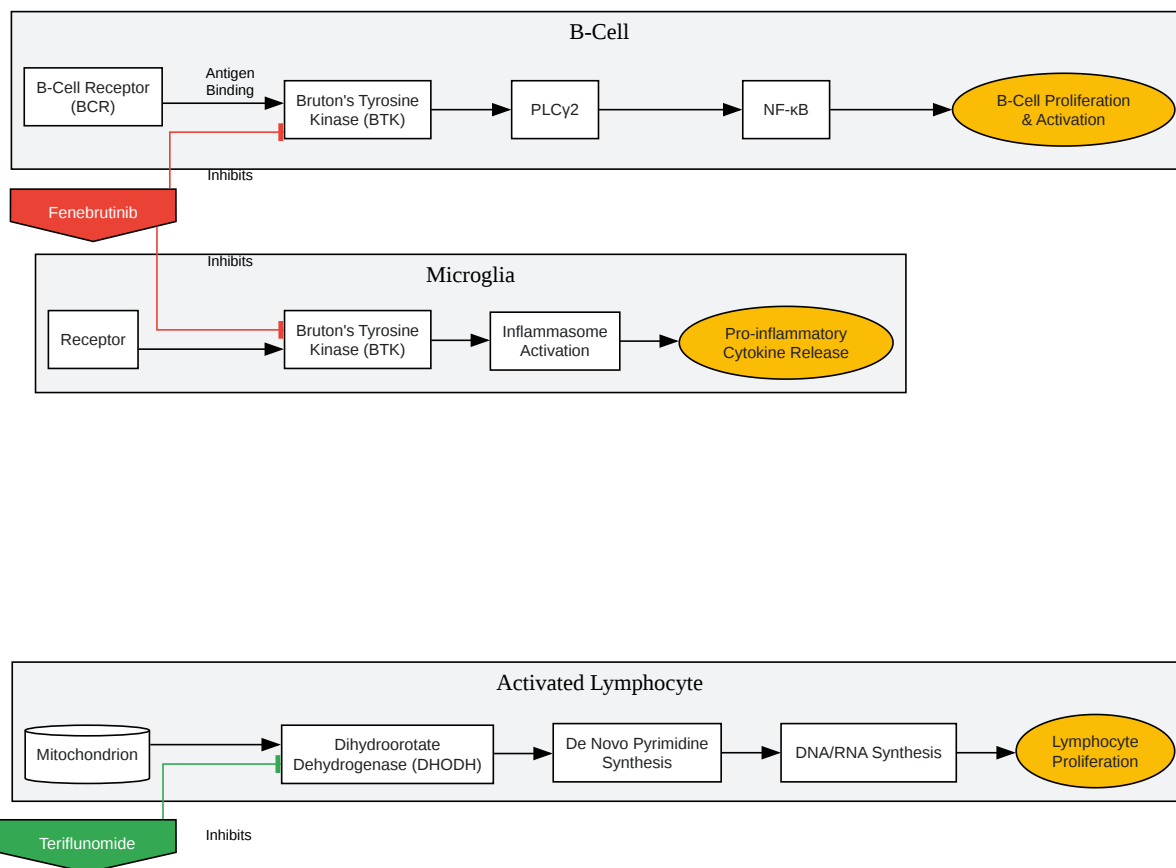 B-Cell
B-Cell Receptor
(BCR)
Antigen
Binding
Bruton's Tyrosine
Kinase (BTK)
PLCγ2
NF-κB
B-Cell Proliferation
& Activation
Inhibits
Fenebrutinib
Inhibits
Microglia
Receptor
Bruton's Tyrosine
Kinase (BTK)
Inflammasome
Activation
Pro-inflammatory
Cytokine Release
Activated Lymphocyte
Mitochondrion
Dihydroorotate
Dehydrogenase (DHODH)
De Novo Pyrimidine
Synthesis
DNA/RNA Synthesis
Lymphocyte
Proliferation
Teriflunomide
Inhibits